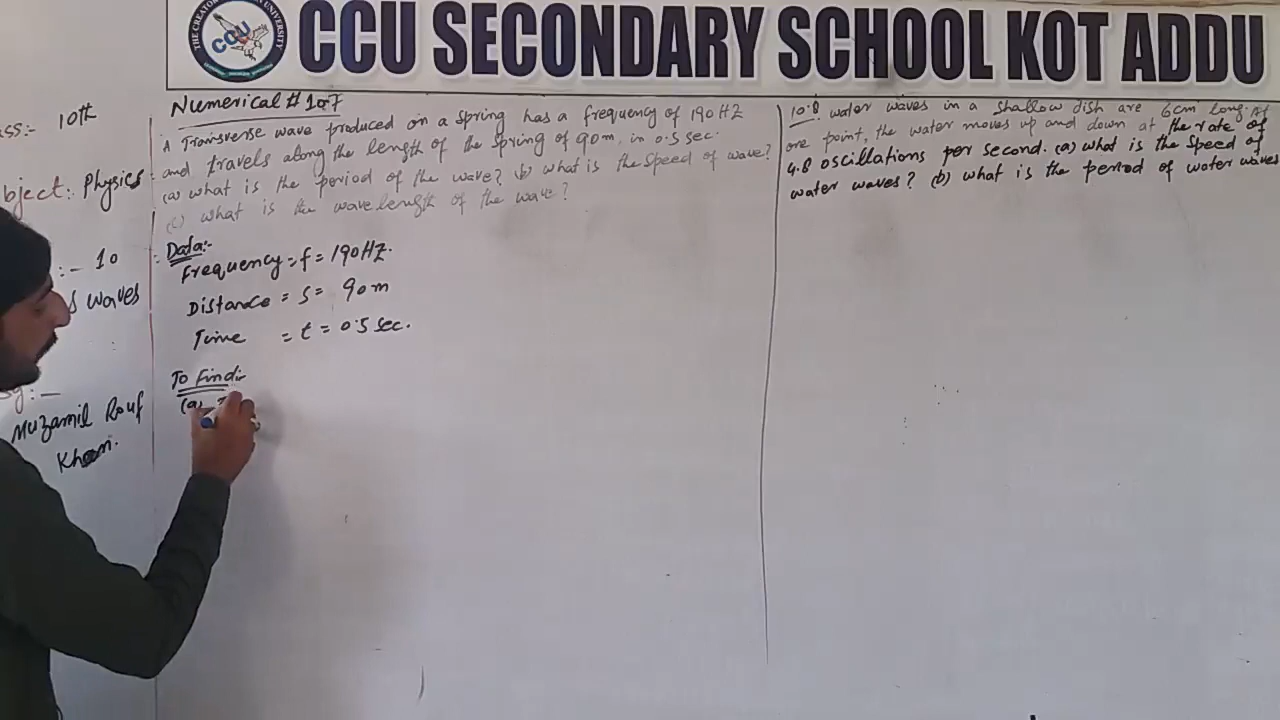 CCU SECONDARY SCHOOL KOT ADDU
CCU
ss:- 10th
bject:- Physics
:- 10
s waves
sg:-
Muzamil Rouf
Khan.
Numerical # 10.7
A Transverse wave produced on a spring has a frequency of 190 HZ
and travels along the length of the spring of 90m, in 0.5 sec.
(a) what is the period of the wave? (b) what is the speed of wave?
(c) what is the wavelength of the wave?
Data:-
Frequency = f = 190 HZ.
Distance = S = 90 m
Time = t = 0.5 sec.
To Find:-
(a)
10.8 water waves in a shallow dish are 6cm long. At
one point, the water moves up and down at the rate of
4.8 oscillations per second. (a) what is the speed of
water waves? (b) what is the period of water waves